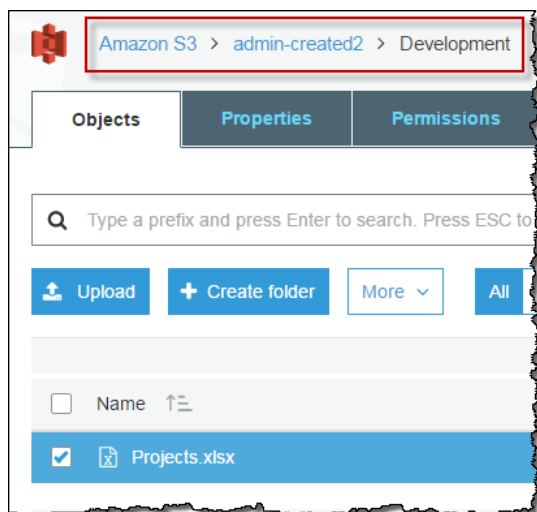 Amazon S3 > admin-created2 > Development
Objects Properties Permissions
Type a prefix and press Enter to search. Press ESC to
Upload + Create folder More All
Name
Projects.xlsx